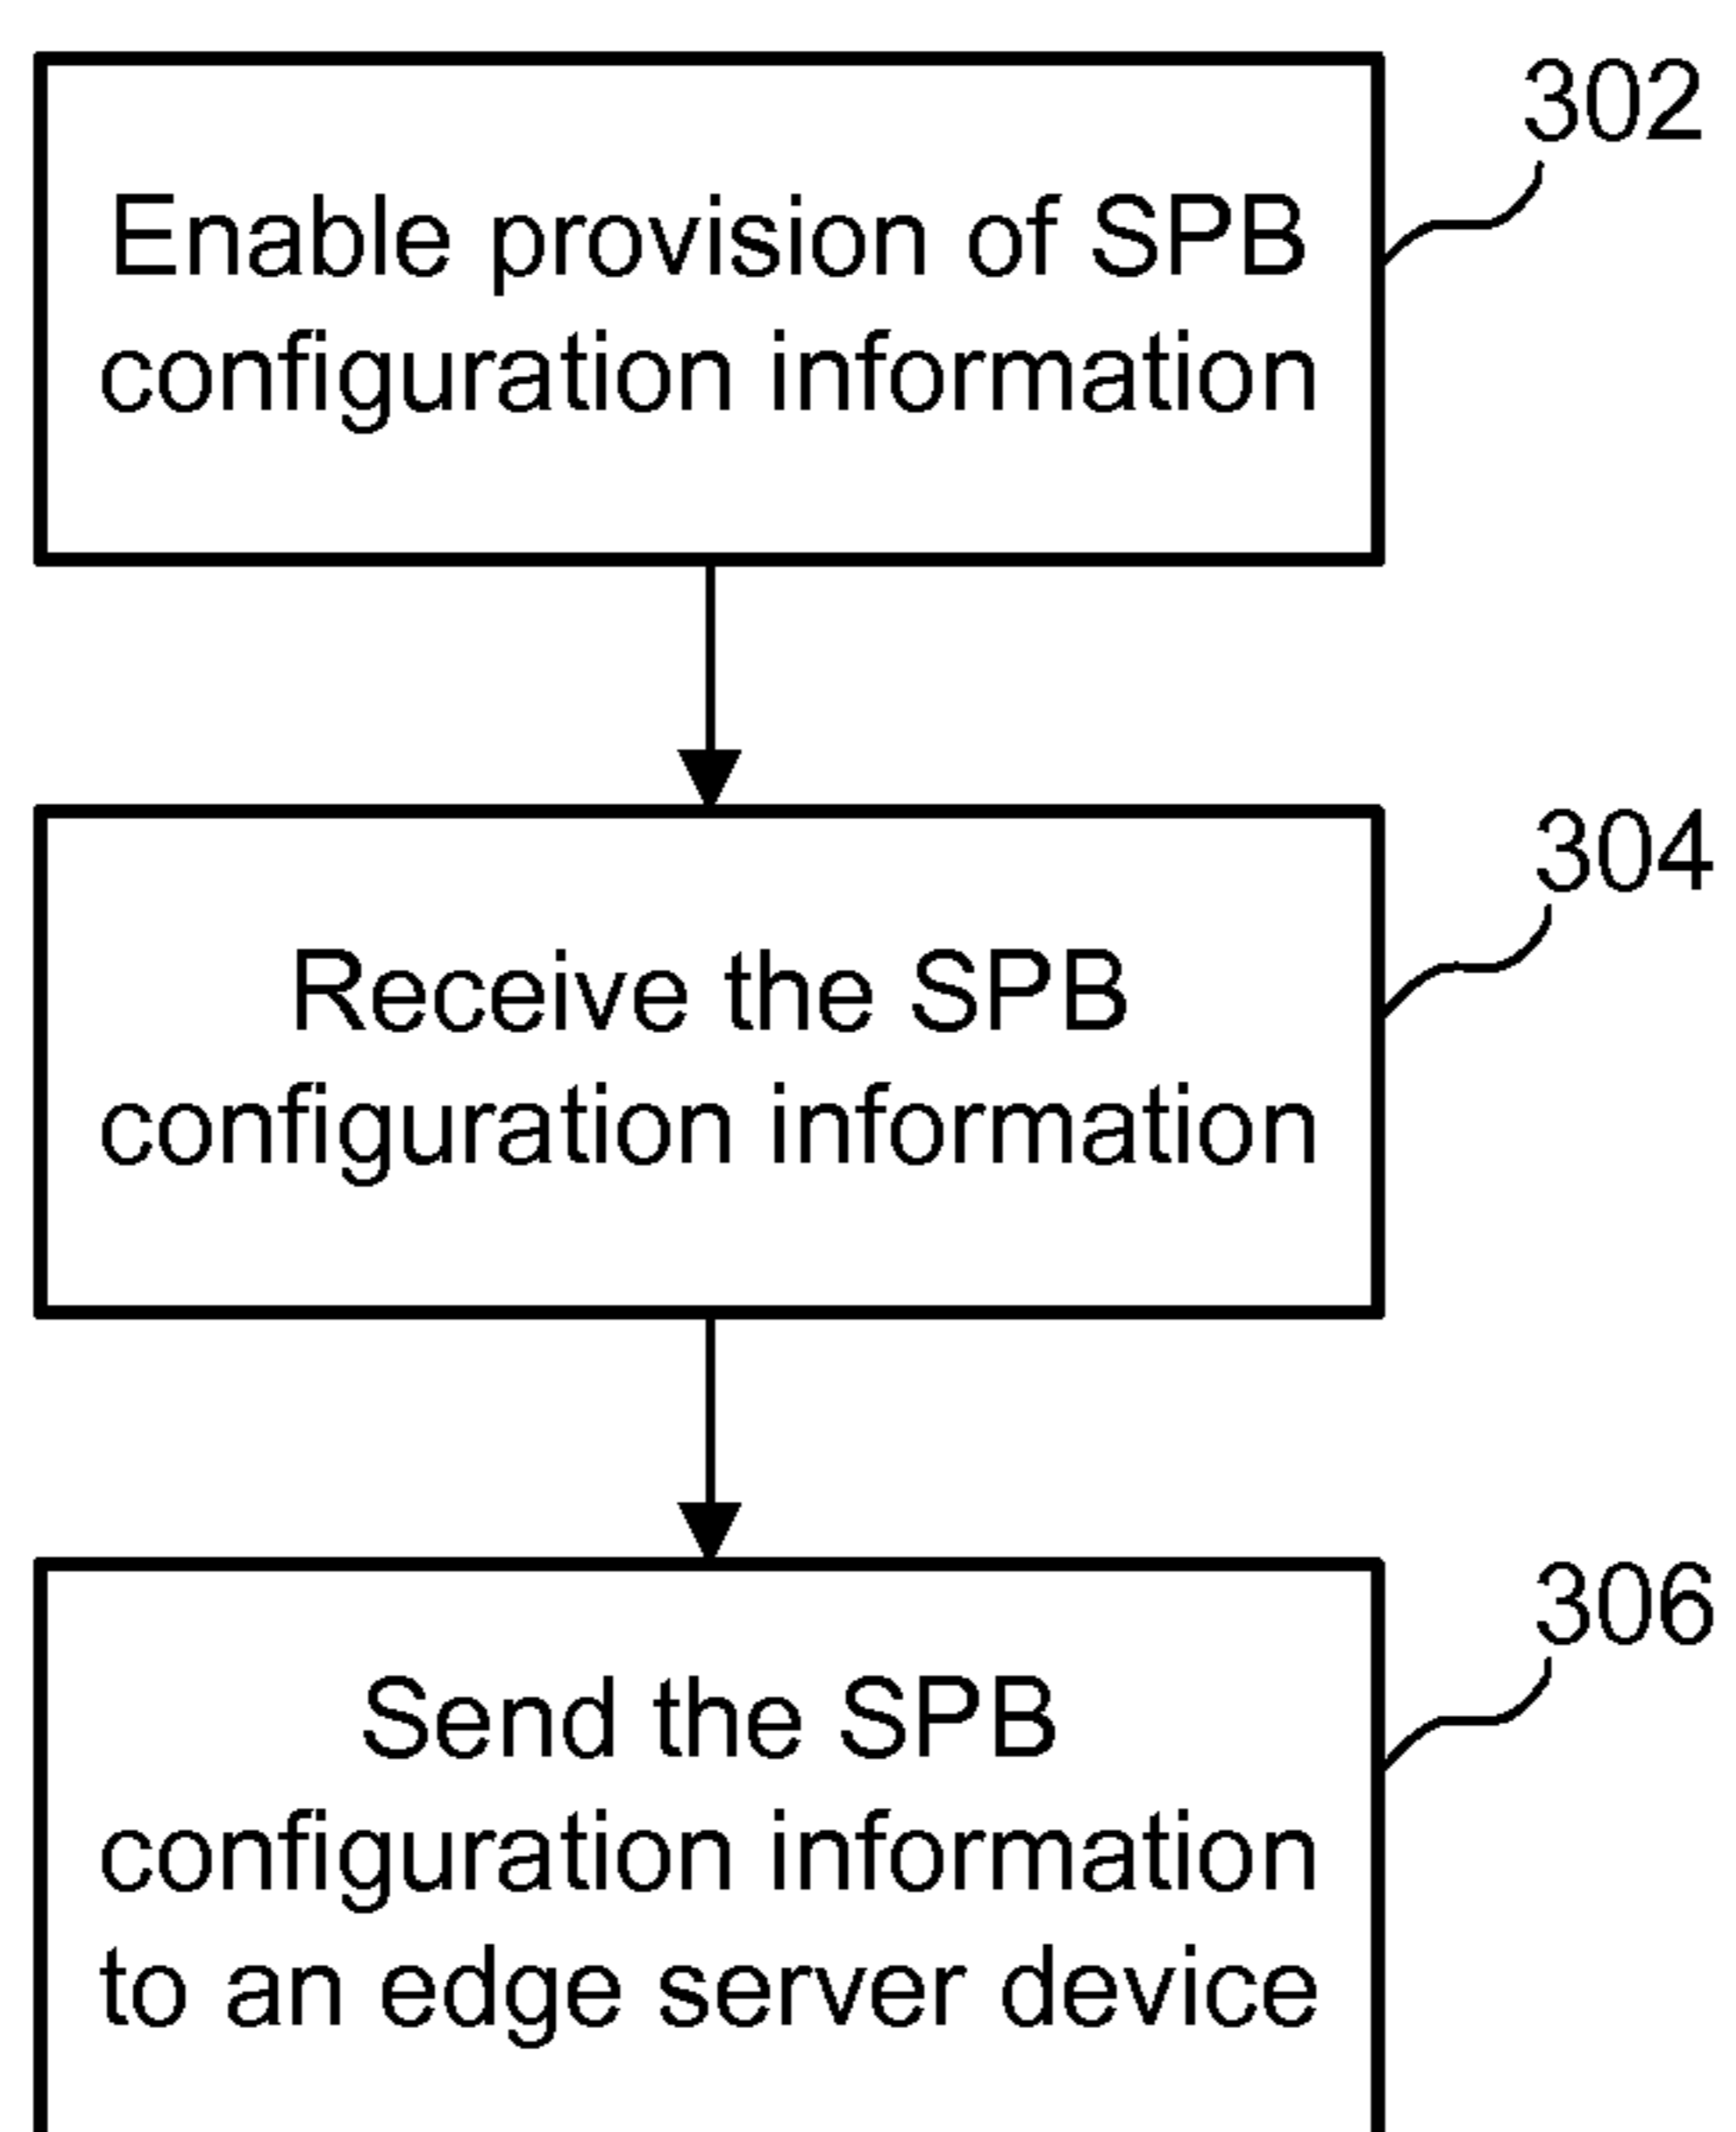 302
Enable provision of SPB
configuration information
304
Receive the SPB
configuration information
306
Send the SPB
configuration information
to an edge server device